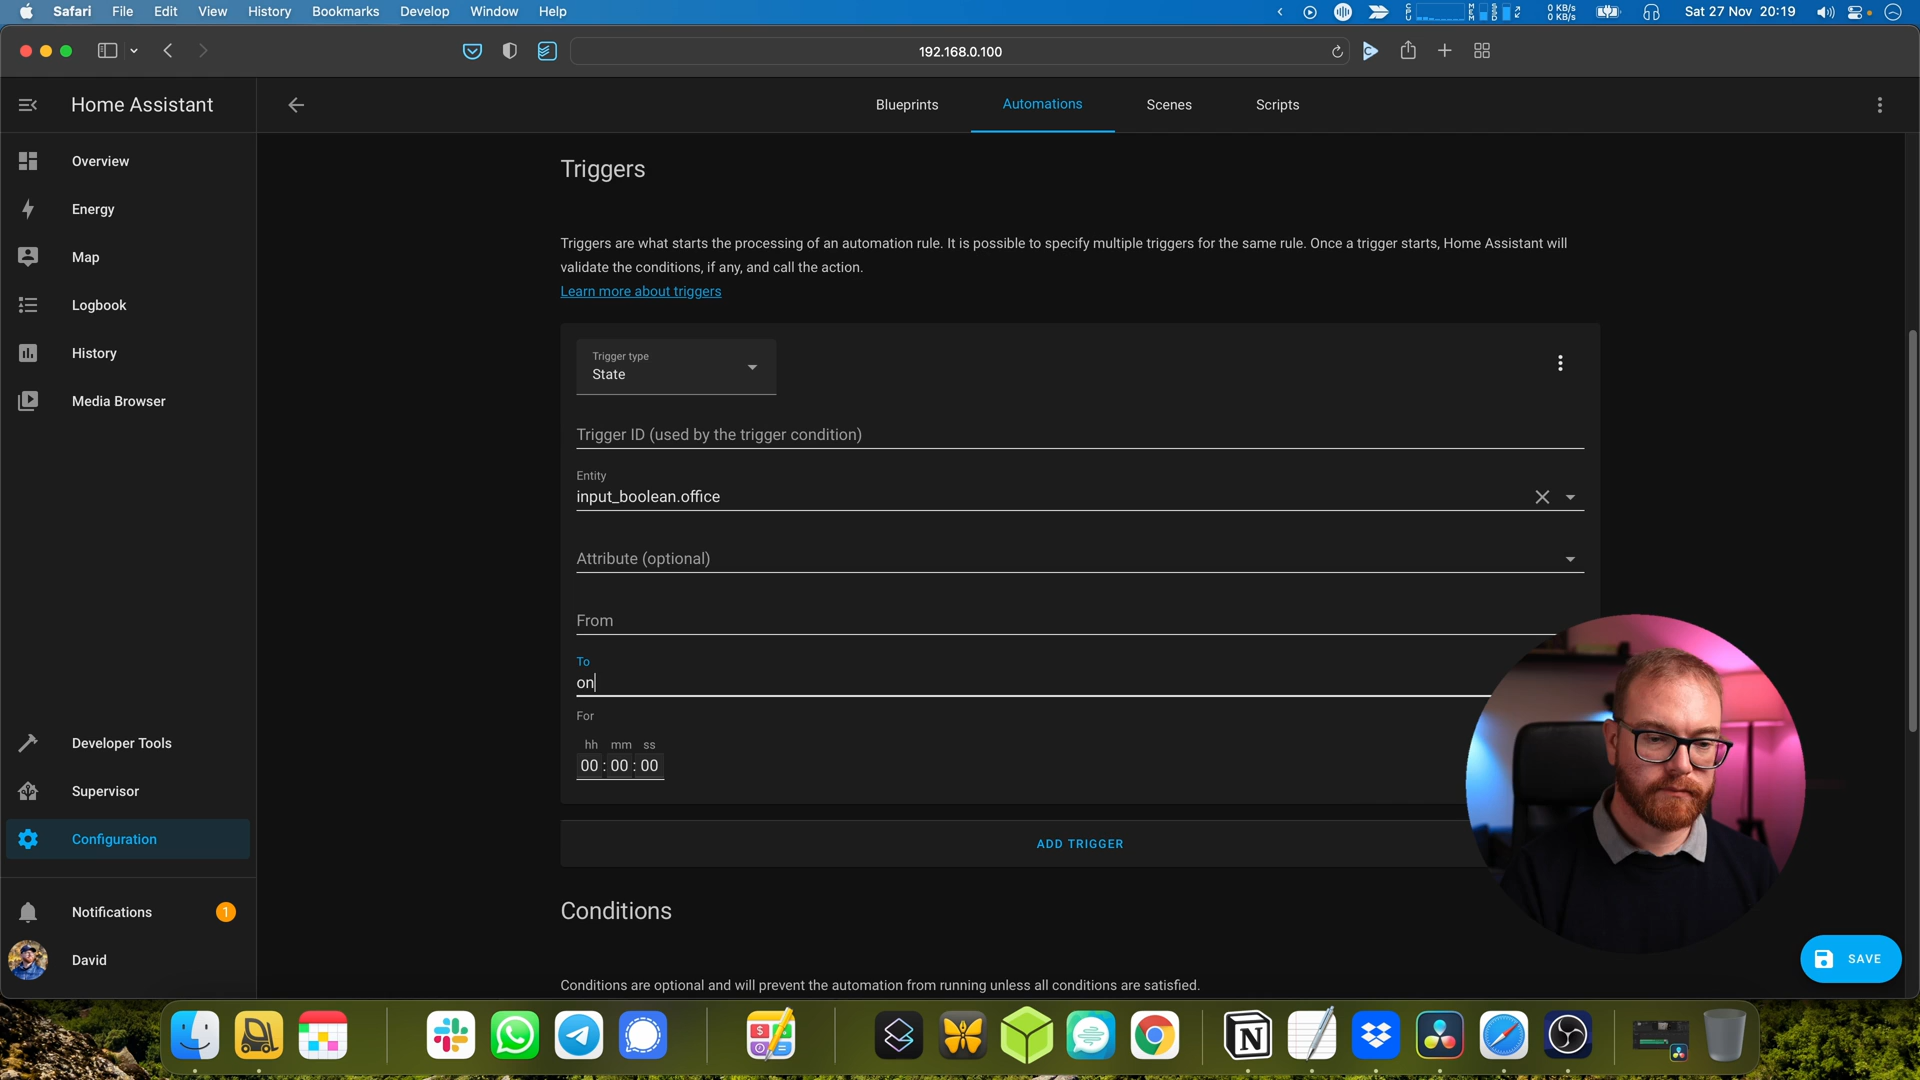 Safari File Edit View History Bookmarks Develop Window Help
0 KB/s
0 KB/s
Sat 27 Nov 20:19
192.168.0.100
Home Assistant
Blueprints Automations Scenes Scripts
Overview
Energy
Map
Logbook
History
Media Browser
Developer Tools
Supervisor
Configuration
Notifications 1
David
Triggers
Triggers are what starts the processing of an automation rule. It is possible to specify multiple triggers for the same rule. Once a trigger starts, Home Assistant will
validate the conditions, if any, and call the action.
Learn more about triggers
Trigger type
State
Trigger ID (used by the trigger condition)
Entity
input_boolean.office
Attribute (optional)
From
To
on
For
hh mm ss
00 : 00 : 00
ADD TRIGGER
Conditions
Conditions are optional and will prevent the automation from running unless all conditions are satisfied.
SAVE